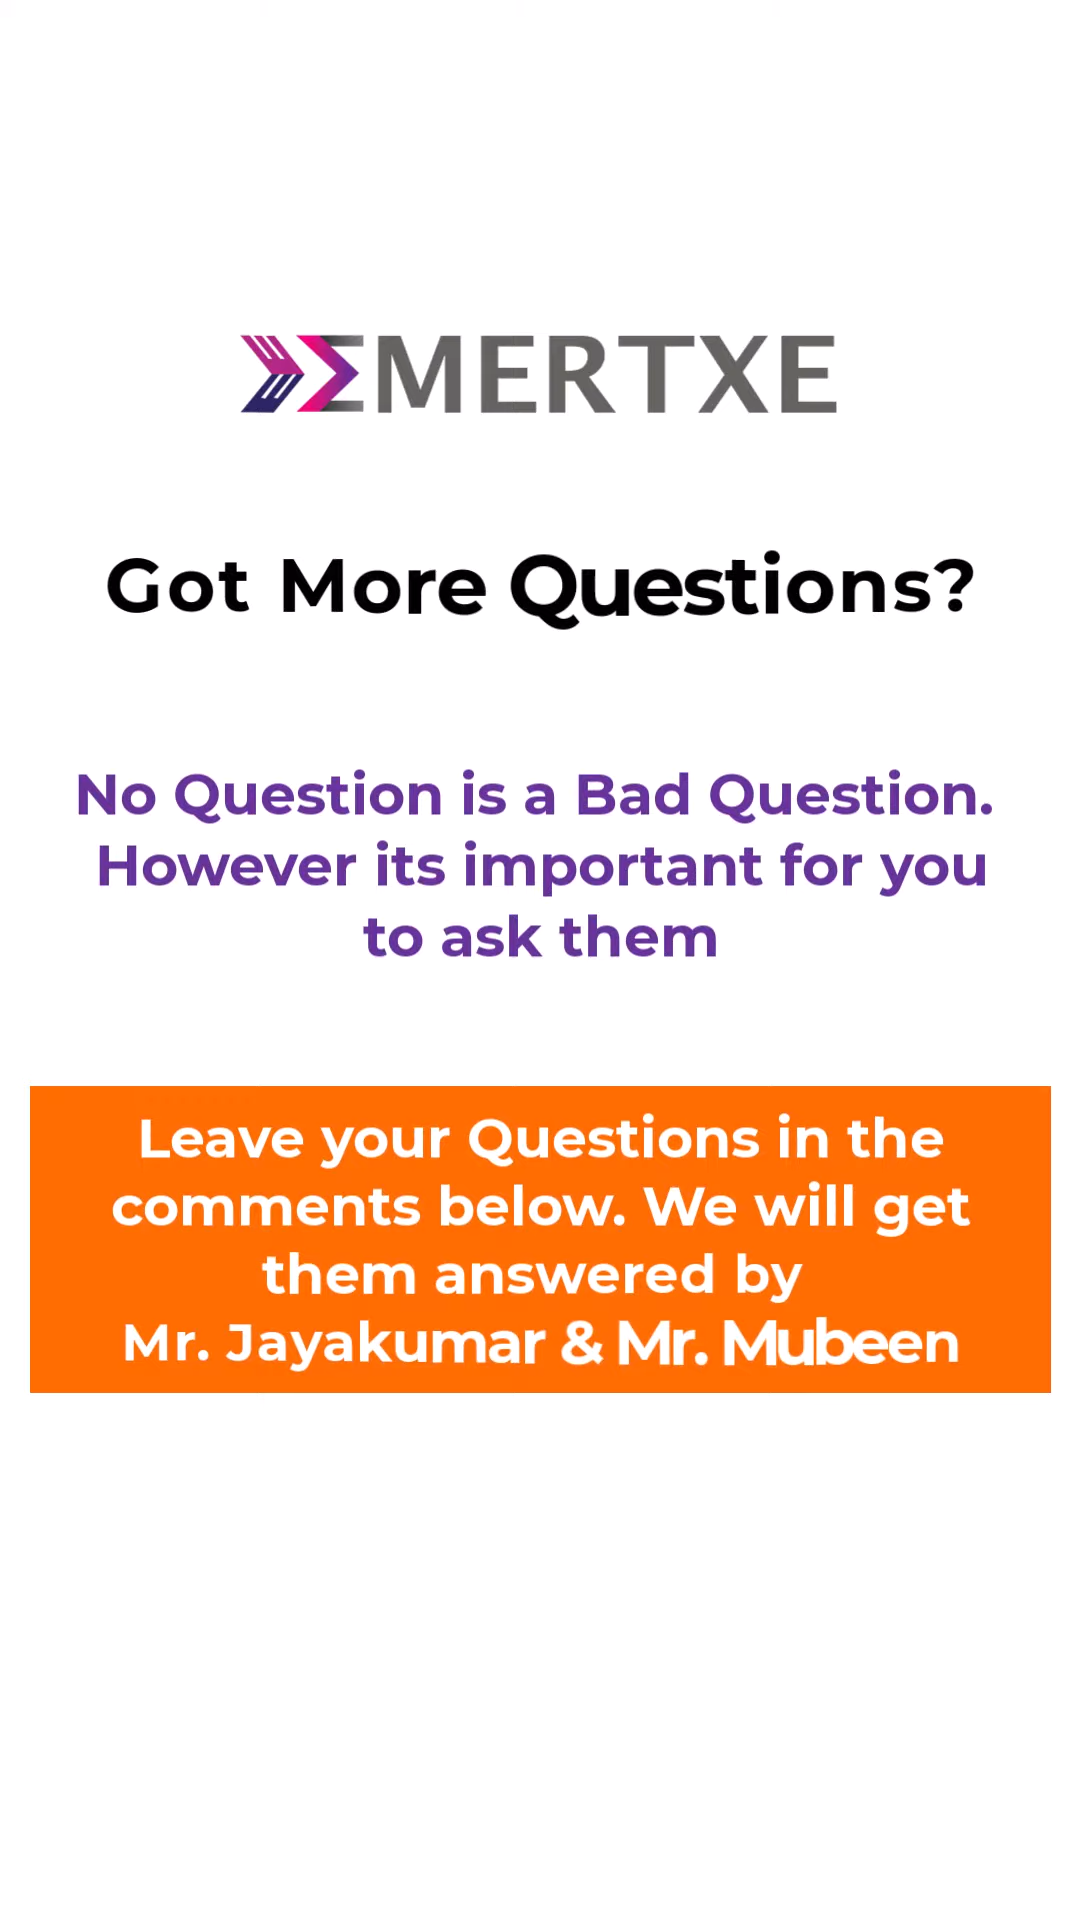 EMERTXE
Got More Questions?
No Question is a Bad Question.
However its important for you
to ask them
Leave your Questions in the
comments below. We will get
them answered by
Mr. Jayakumar & Mr. Mubeen